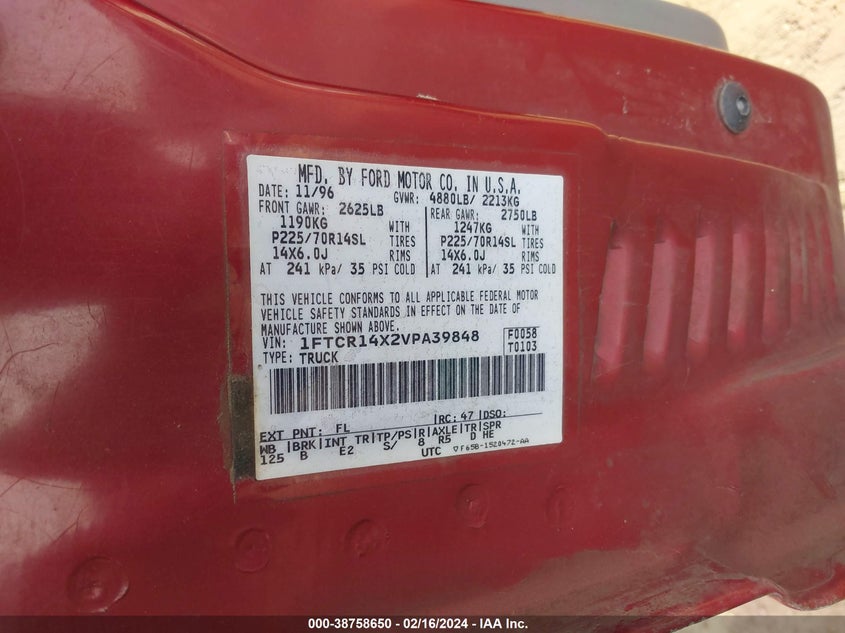 MFD. BY FORD MOTOR CO. IN U.S.A.
DATE: 11/96 GVWR: 4880LB/ 2213KG
FRONT GAWR: 2625LB REAR GAWR: 2750LB
1190KG WITH 1247KG WITH
P225/70R14SL TIRES P225/70R14SL TIRES
14X6.0J RIMS 14X6.0J RIMS
AT 241 kPa/ 35 PSI COLD AT 241 kPa/ 35 PSI COLD
THIS VEHICLE CONFORMS TO ALL APPLICABLE FEDERAL MOTOR
VEHICLE SAFETY STANDARDS IN EFFECT ON THE DATE OF
MANUFACTURE SHOWN ABOVE.
VIN: 1FTCR14X2VPA39848 F0058
TYPE: TRUCK T0103
EXT PNT: FL RC: 47 DSO:
WB BRK INT TR TP/PS R AXLE TR SPR
125 B E2 S/ 8 R5 D HE
UTC F65B-1520472-AA
000-38758650 - 02/16/2024 - IAA Inc.